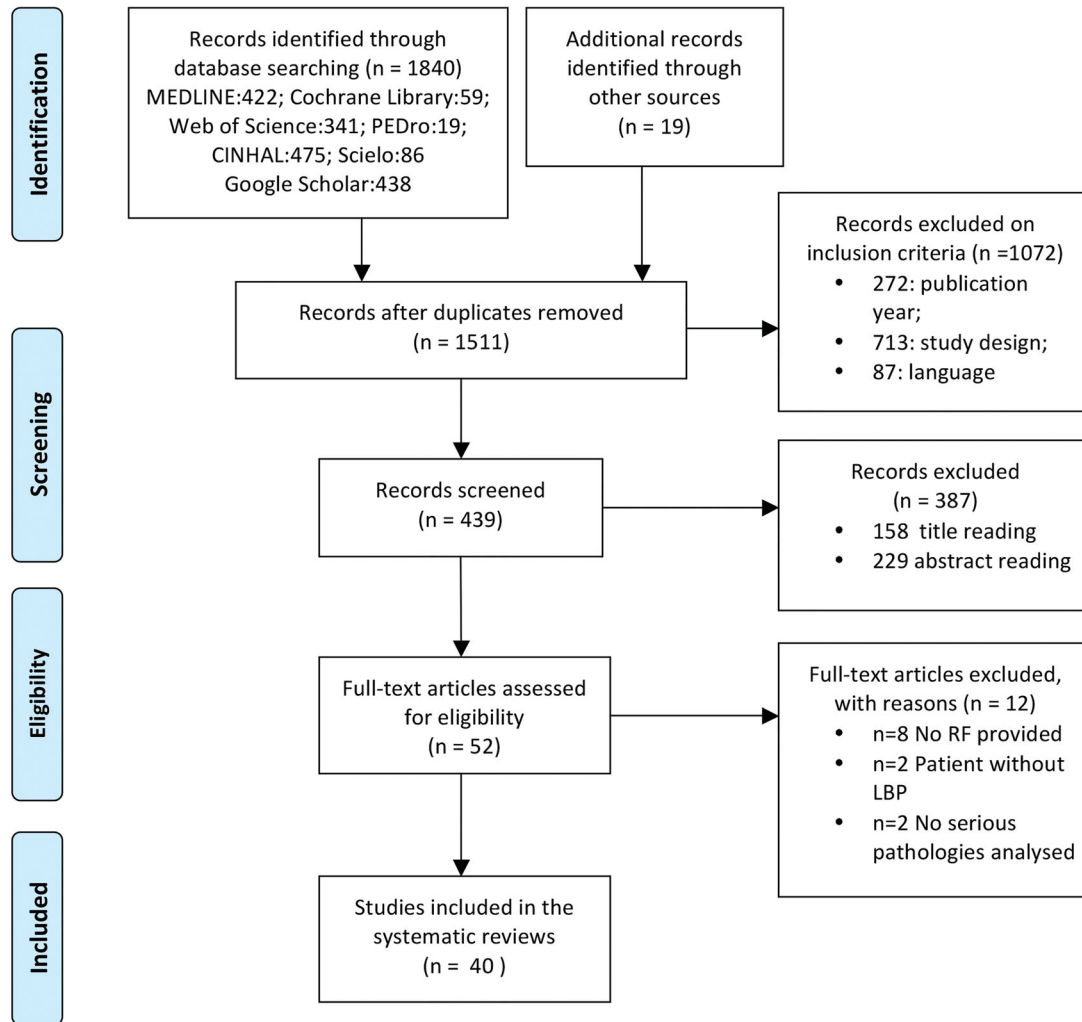 Identification
Records identified through
database searching (n = 1840)
MEDLINE:422; Cochrane Library:59;
Web of Science:341; PEDro:19;
CINHAL:475; Scielo:86
Google Scholar:438
Additional records
identified through
other sources
(n = 19)
Records excluded on
inclusion criteria (n =1072)
• 272: publication
year;
• 713: study design;
• 87: language
Records after duplicates removed
(n = 1511)
Screening
Records screened
(n = 439)
Records excluded
(n = 387)
• 158 title reading
• 229 abstract reading
Eligibility
Full-text articles assessed
for eligibility
(n = 52)
Full-text articles excluded,
with reasons (n = 12)
• n=8 No RF provided
• n=2 Patient without
LBP
• n=2 No serious
pathologies analysed
Included
Studies included in the
systematic reviews
(n = 40 )